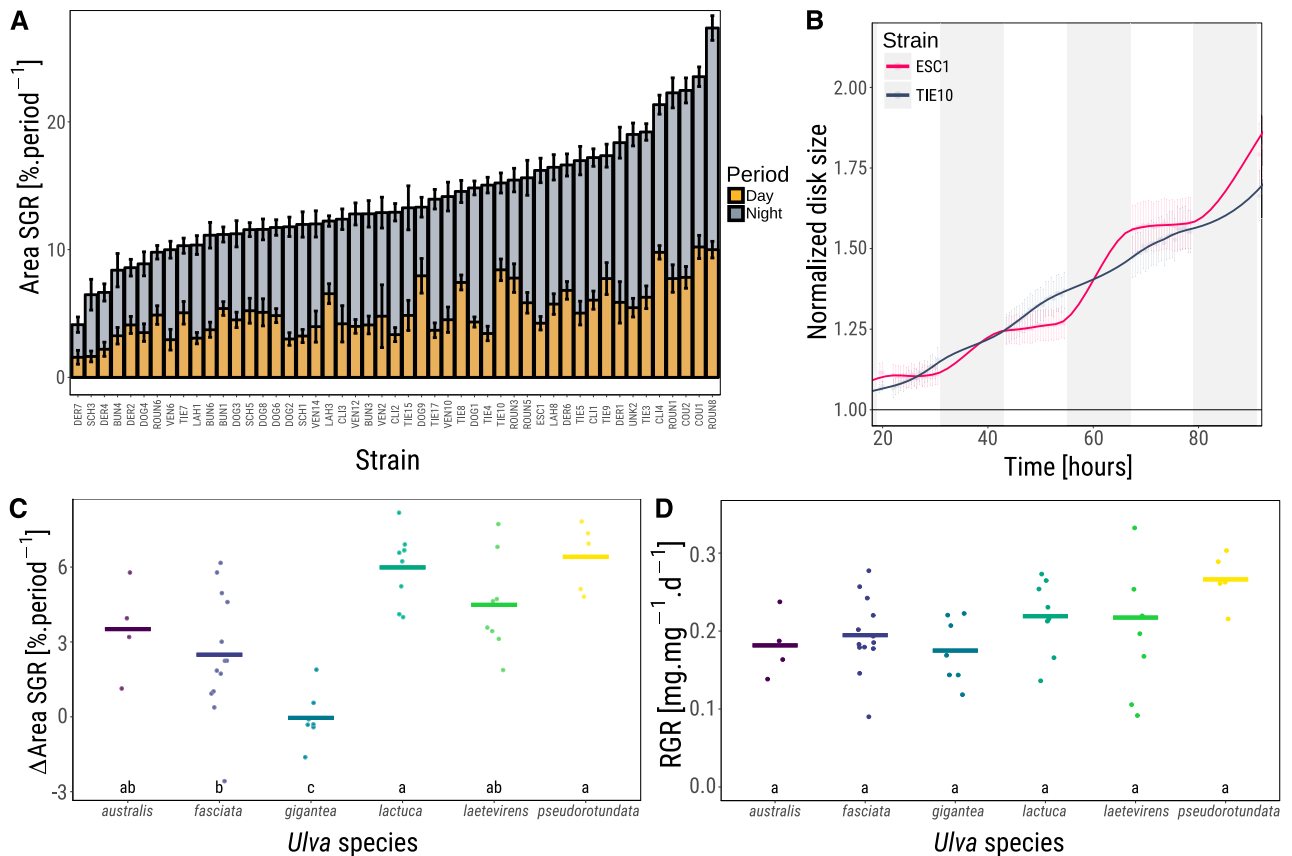 A
Area SGR [%.period⁻¹]
20
10
0
DER7 SCH3 DER4 BUN4 DER2 DOG4 ROUN6 VEN6 TIE7 LAH1 BUN6 BUN1 DOG3 SCH5 DOG8 DOG6 DOG2 SCH1 VEN14 LAH3 CLI3 VEN12 BUN3 VEN2 CLI2 TIE15 DOG9 TIE17 VEN10 TIE8 DOG1 TIE4 TIE10 ROUN3 ROUN5 ESC1 LAH8 DER6 TIE5 CLI1 TIE9 DER1 UNK2 TIE3 CLI4 ROUN1 COU2 COU1 ROUN8
Strain
Period
Day
Night
B
Normalized disk size
2.00
1.75
1.50
1.25
1.00
Strain
ESC1
TIE10
20 40 60 80
Time [hours]
C
ΔArea SGR [%.period⁻¹]
6
3
0
-3
ab b c a ab a
australis fasciata gigantea lactuca laetevirens pseudorotundata
Ulva species
D
RGR [mg.mg⁻¹.d⁻¹]
0.3
0.2
0.1
0.0
a a a a a a
australis fasciata gigantea lactuca laetevirens pseudorotundata
Ulva species